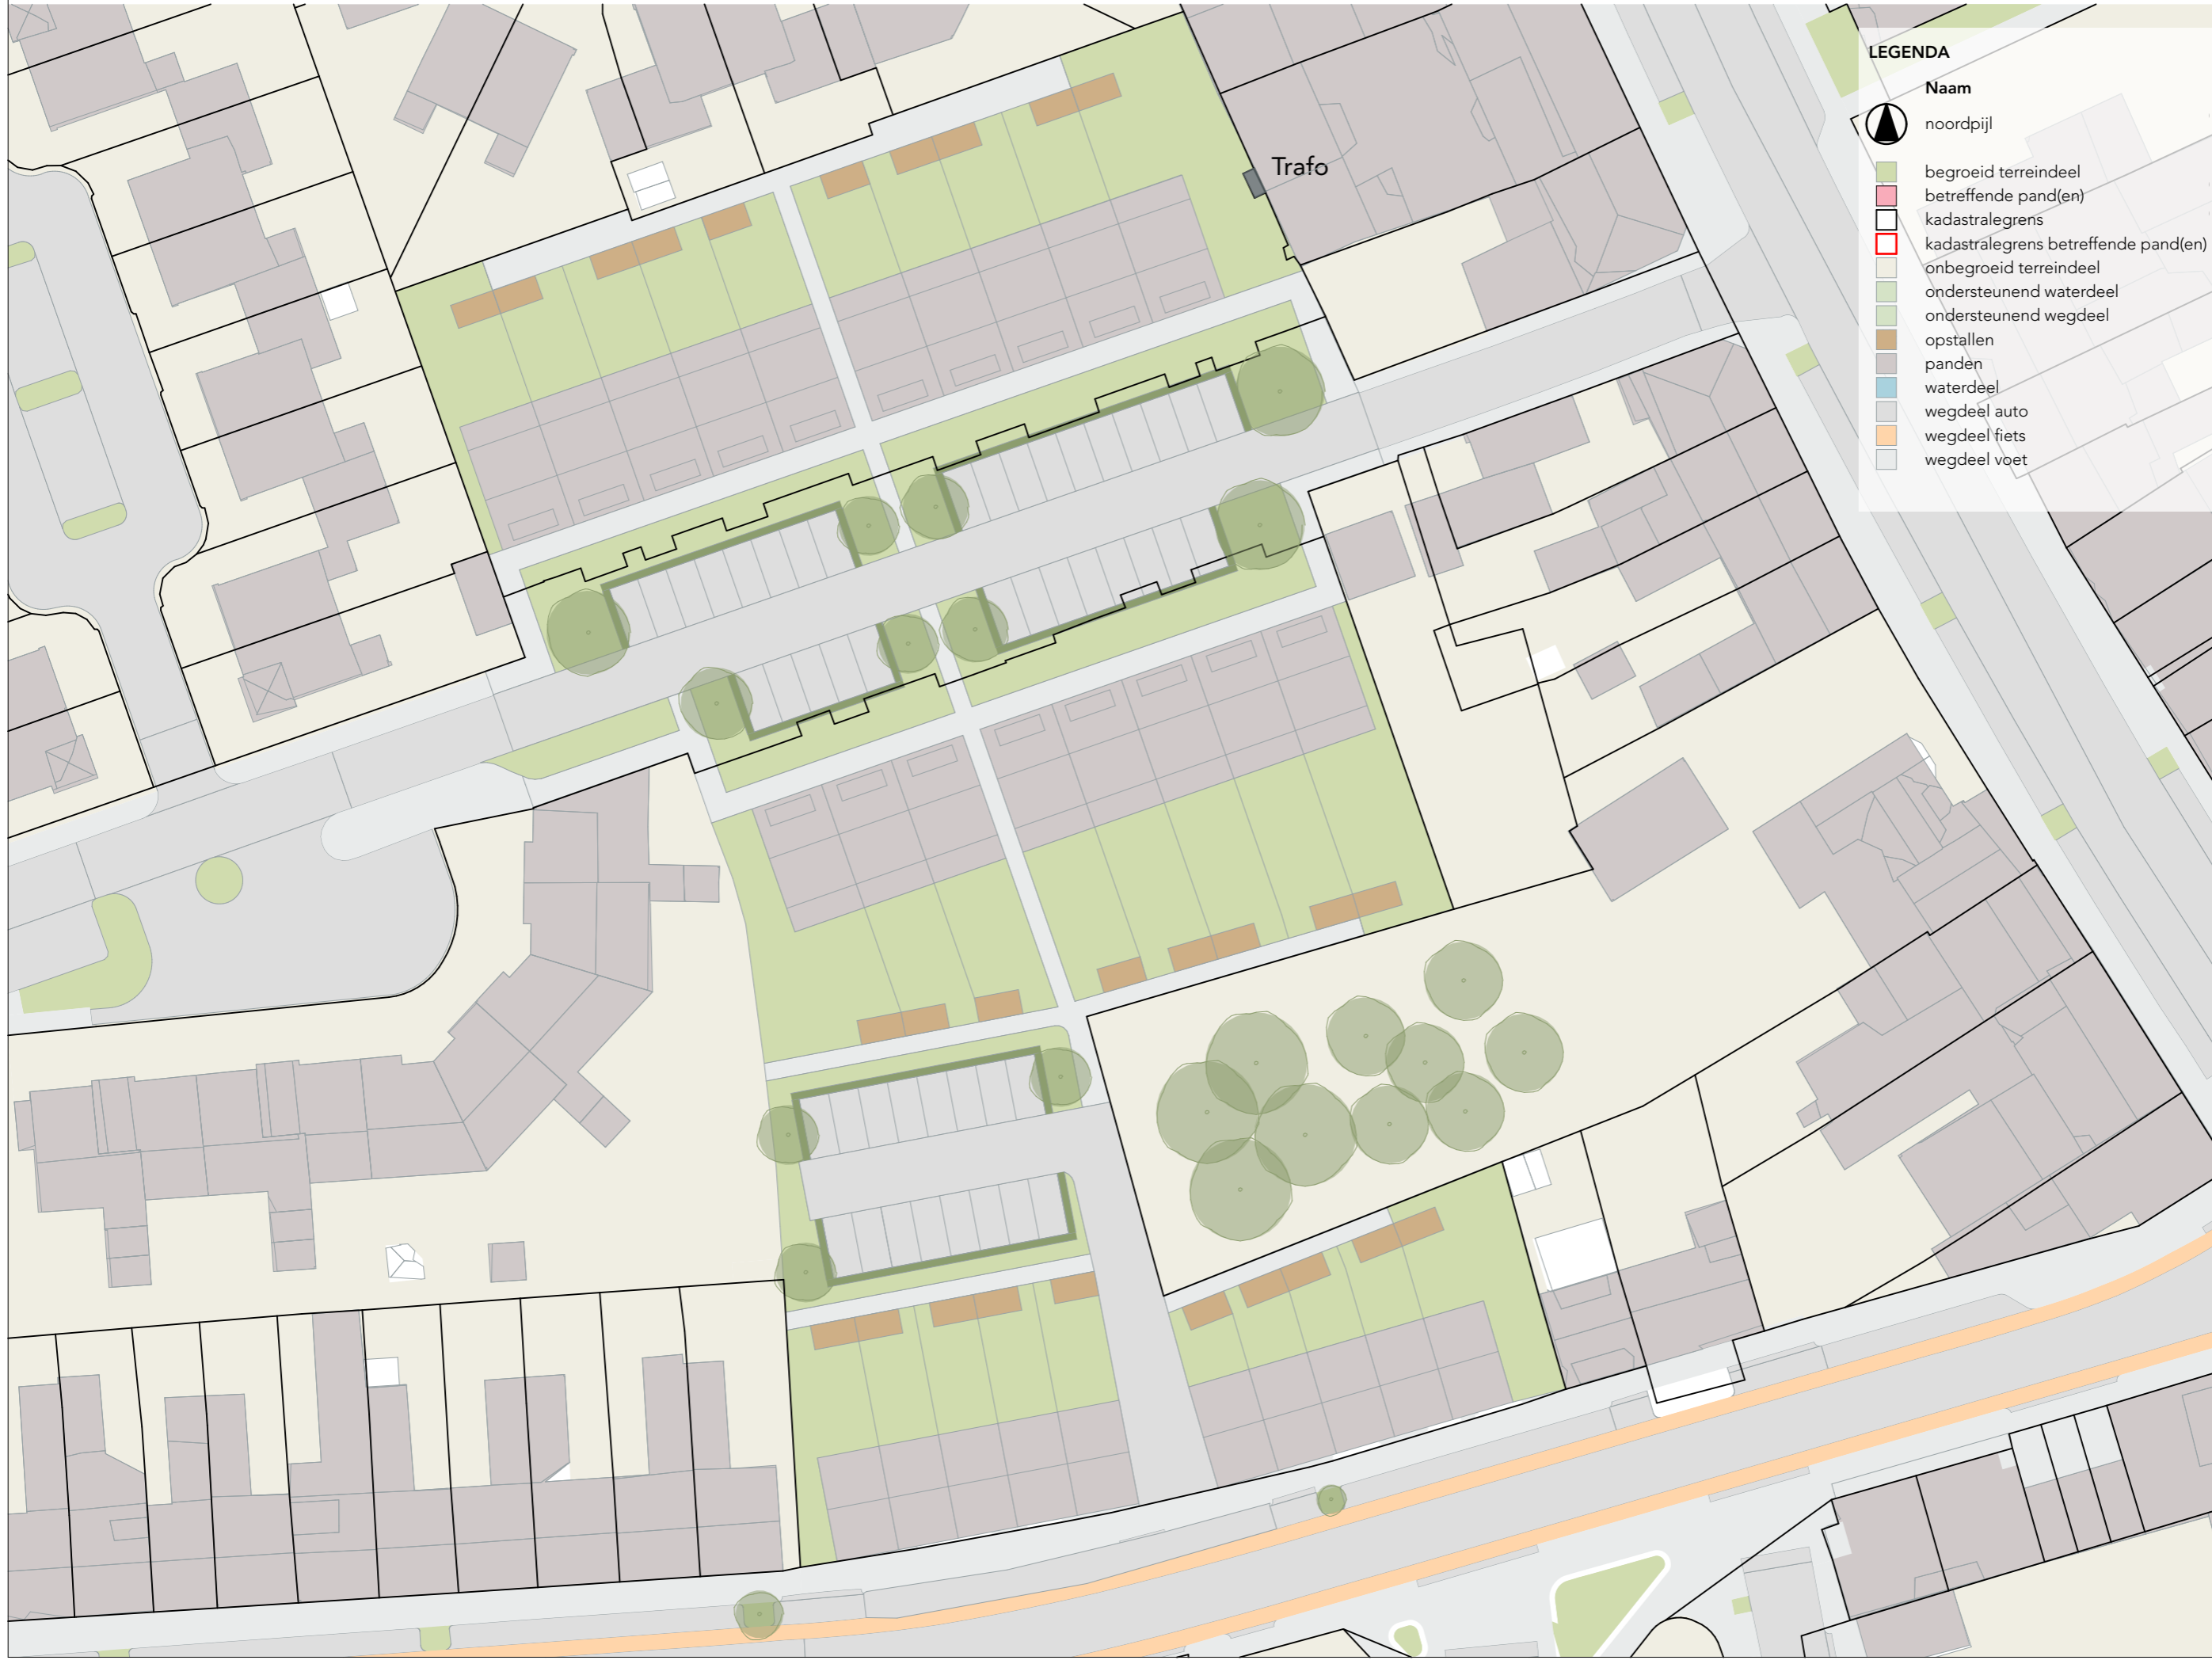 LEGENDA
Naam
noordpijl
Trafo
begroeid terreindeel
betreffende pand(en)
kadastralegrens
kadastralegrens betreffende pand(en)
onbegroeid terreindeel
ondersteunend waterdeel
ondersteunend wegdeel
opstallen
panden
waterdeel
wegdeel auto
wegdeel fiets
wegdeel voet